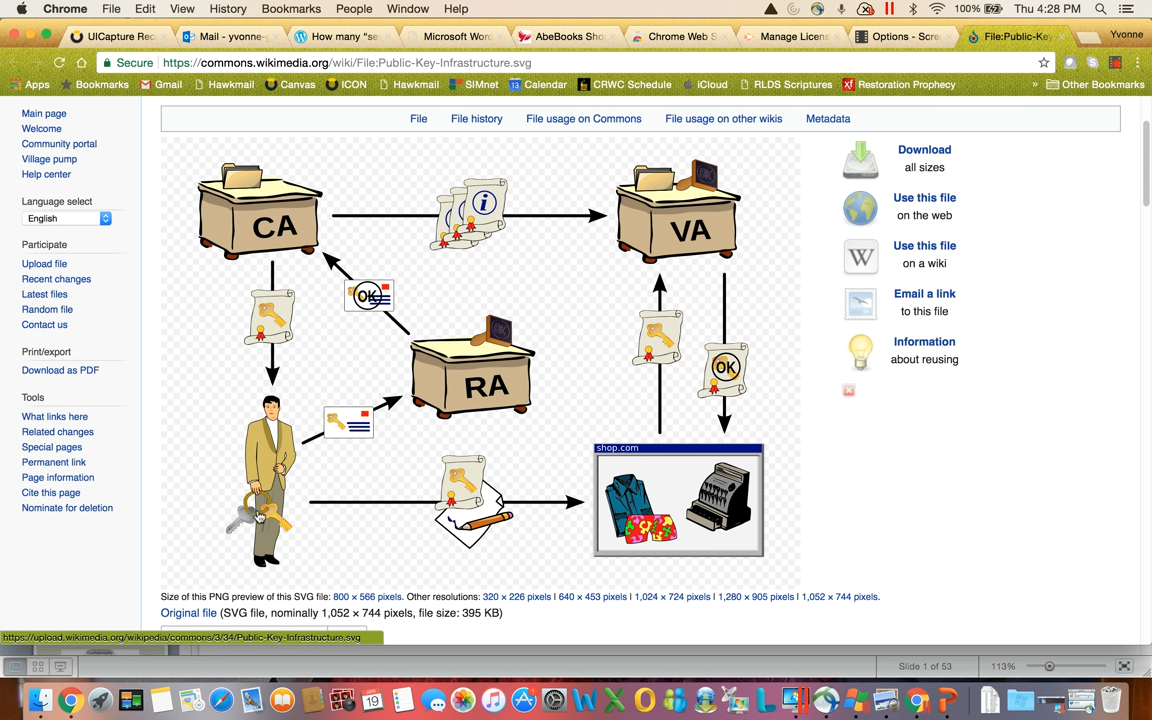 Chrome File Edit View History Bookmarks People Window Help 100% Thu 4:28 PM
UICapture Rec Mail - yvonne- How many "se Microsoft Word AbeBooks Sho Chrome Web S Manage Licens Options - Scre File:Public-Key Yvonne
Secure https://commons.wikimedia.org/wiki/File:Public-Key-Infrastructure.svg
Apps Bookmarks Gmail Hawkmail Canvas ICON Hawkmail SIMnet Calendar CRWC Schedule iCloud RLDS Scriptures Restoration Prophecy » Other Bookmarks
Main page
Welcome
Community portal
Village pump
Help center
Language select
English
Participate
Upload file
Recent changes
Latest files
Random file
Contact us
Print/export
Download as PDF
Tools
What links here
Related changes
Special pages
Permanent link
Page information
Cite this page
Nominate for deletion
File File history File usage on Commons File usage on other wikis Metadata
CA
i
VA
OK
RA
OK
shop.com
Download
all sizes
Use this file
on the web
W
Use this file
on a wiki
Email a link
to this file
Information
about reusing
Size of this PNG preview of this SVG file: 800 × 566 pixels. Other resolutions: 320 × 226 pixels | 640 × 453 pixels | 1,024 × 724 pixels | 1,280 × 905 pixels | 1,052 × 744 pixels.
Original file (SVG file, nominally 1,052 × 744 pixels, file size: 395 KB)
https://upload.wikimedia.org/wikipedia/commons/3/34/Public-Key-Infrastructure.svg
Slide 1 of 53 113%